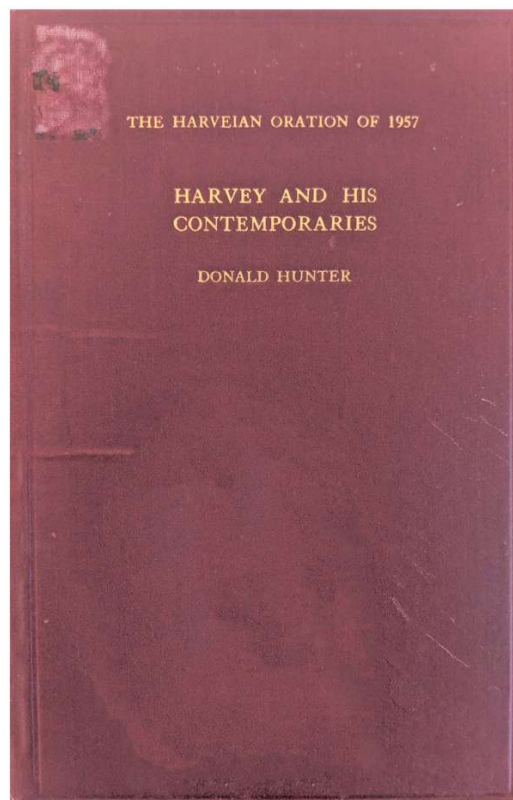 THE HARVEIAN ORATION OF 1957
HARVEY AND HIS
CONTEMPORARIES
DONALD HUNTER